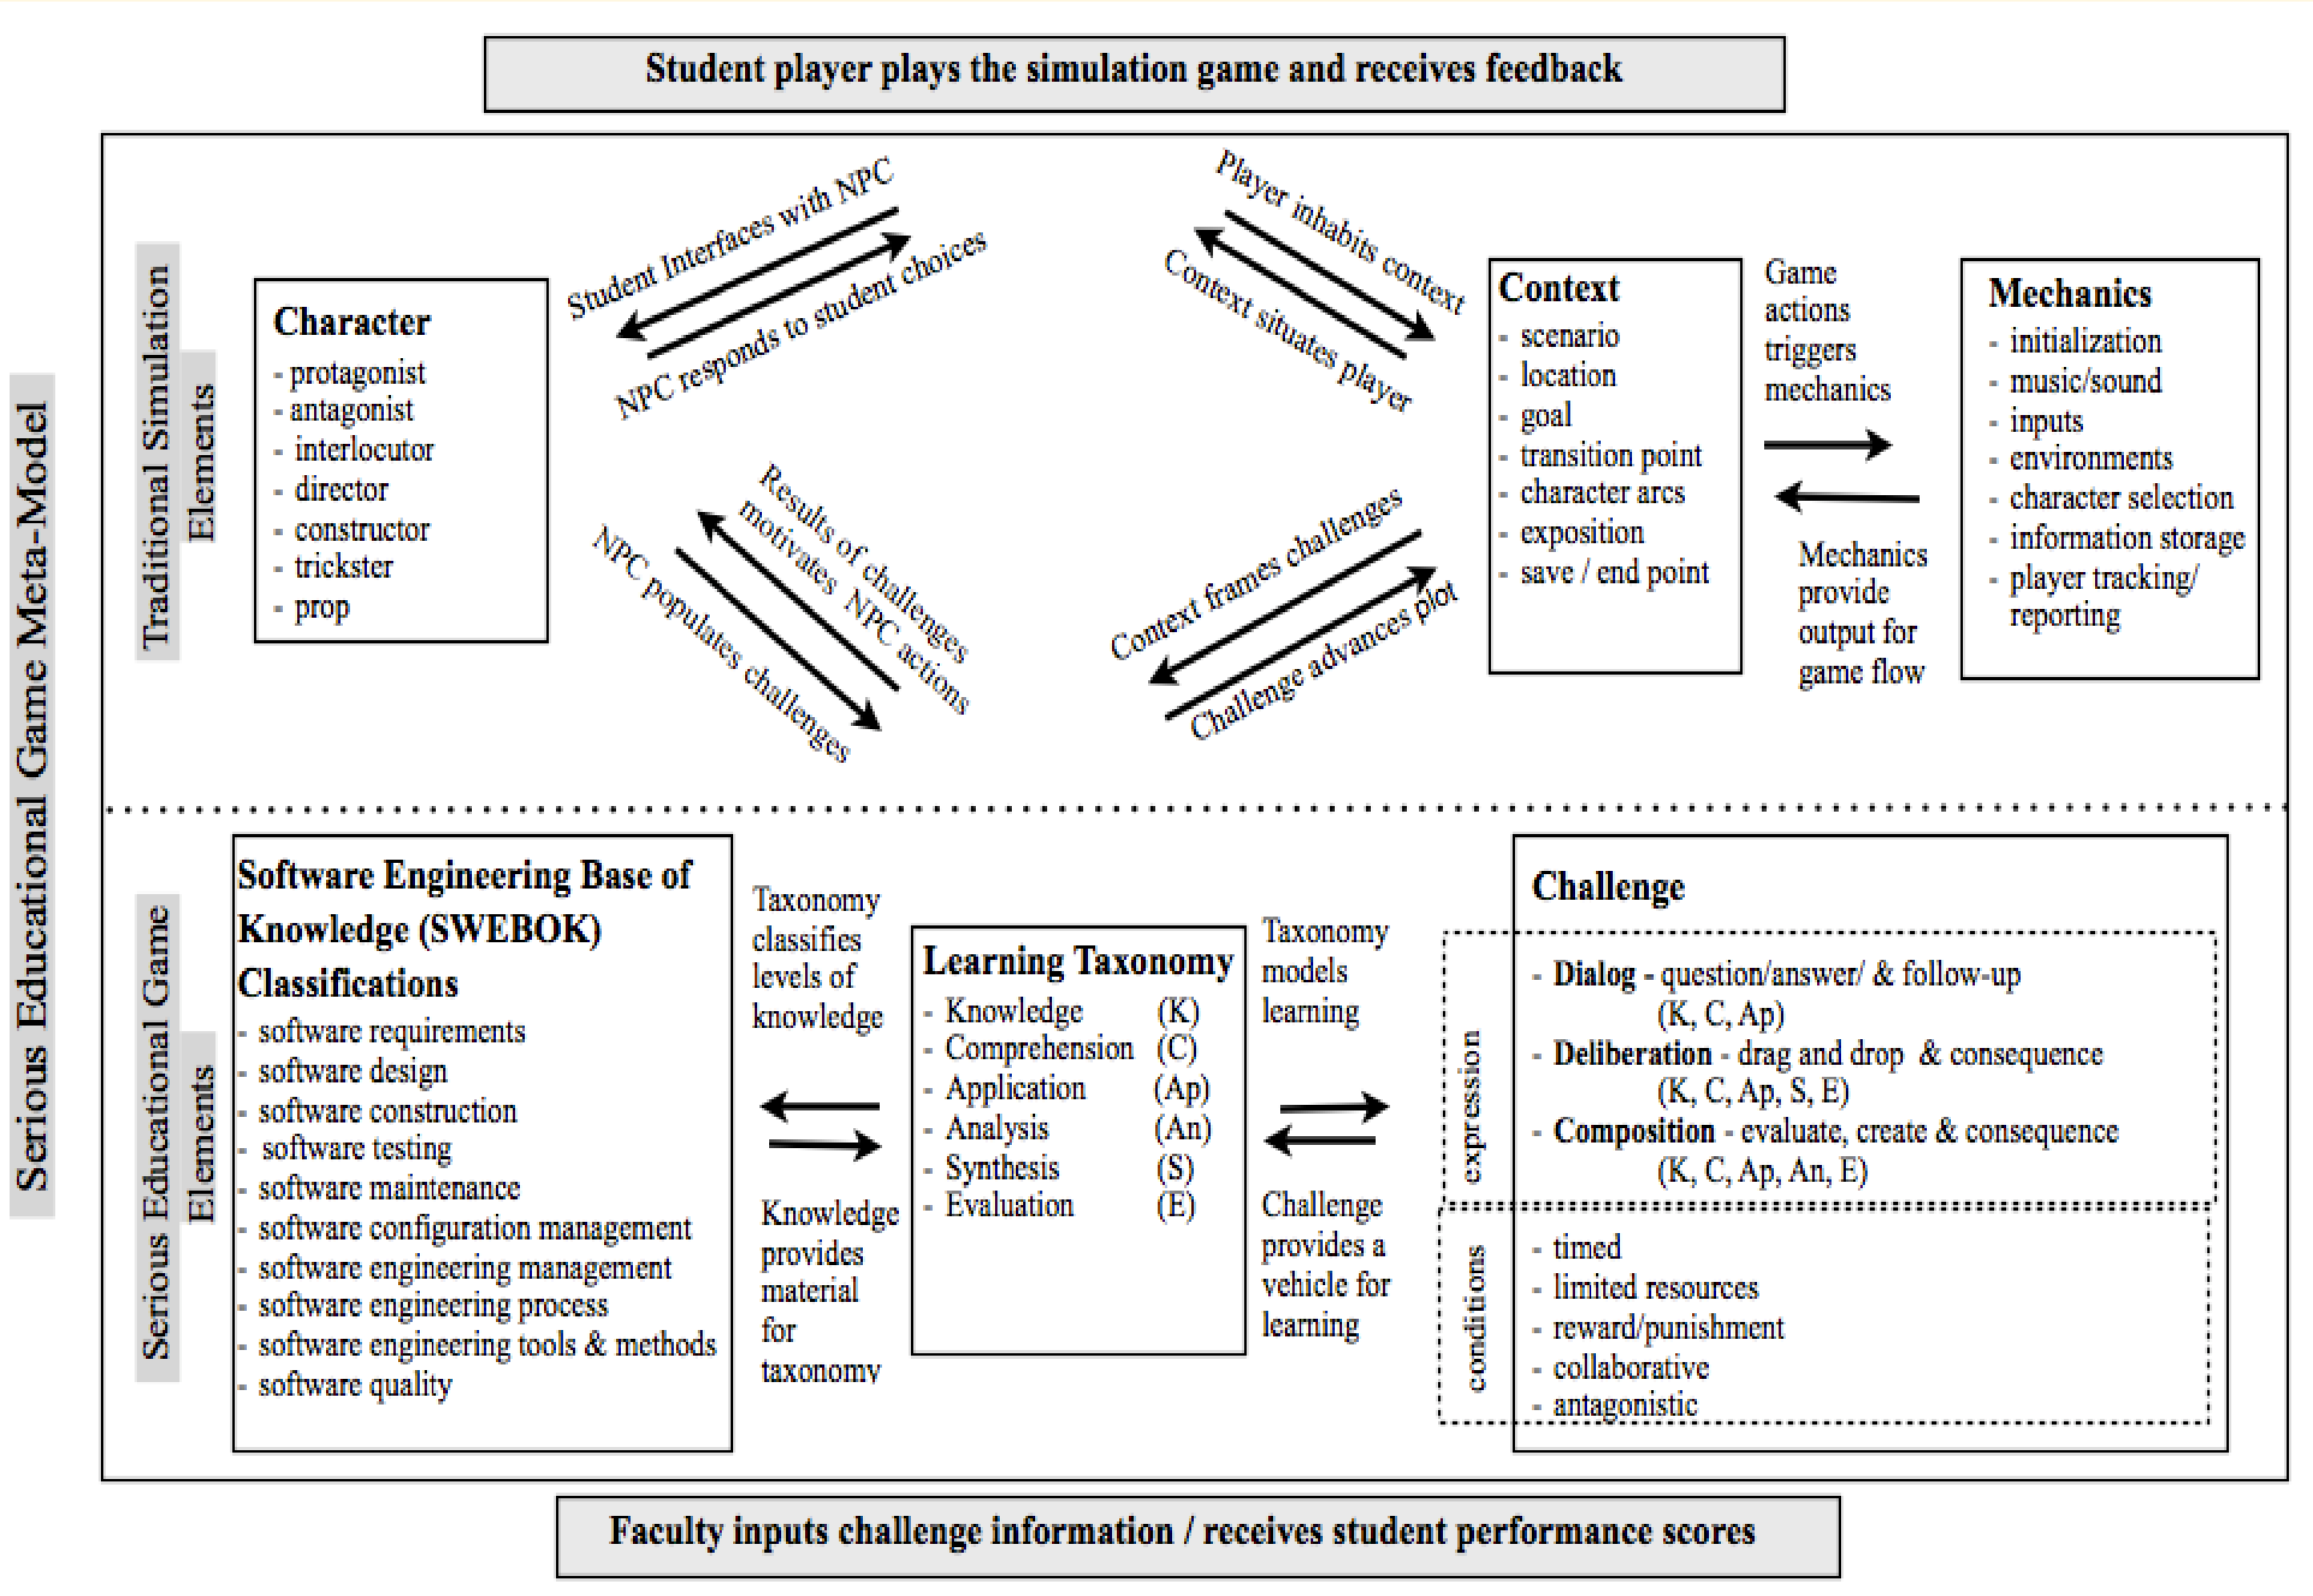 Student player plays the simulation game and receives feedback
Serious Educational Game Meta-Model
Traditional Simulation
Elements
Character
- protagonist
- antagonist
- interlocutor
- director
- constructor
- trickster
- prop
Student Interfaces with NPC
NPC responds to student choices
Player inhabits context
Context situates player
Results of challenges
motivates NPC actions
NPC populates challenges
Context frames challenges
Challenge advances plot
Context
- scenario
- location
- goal
- transition point
- character arcs
- exposition
- save / end point
Game
actions
triggers
mechanics
Mechanics
provide
output for
game flow
Mechanics
- initialization
- music/sound
- inputs
- environments
- character selection
- information storage
- player tracking/
reporting
Serious Educational Game
Elements
Software Engineering Base of
Knowledge (SWEBOK)
Classifications
- software requirements
- software design
- software construction
- software testing
- software maintenance
- software configuration management
- software engineering management
- software engineering process
- software engineering tools & methods
- software quality
Taxonomy
classifies
levels of
knowledge
Knowledge
provides
material
for
taxonomy
Learning Taxonomy
- Knowledge (K)
- Comprehension (C)
- Application (Ap)
- Analysis (An)
- Synthesis (S)
- Evaluation (E)
Taxonomy
models
learning
Challenge
provides a
vehicle for
learning
Challenge
expression
- Dialog - question/answer/ & follow-up
(K, C, Ap)
- Deliberation - drag and drop & consequence
(K, C, Ap, S, E)
- Composition - evaluate, create & consequence
(K, C, Ap, An, E)
conditions
- timed
- limited resources
- reward/punishment
- collaborative
- antagonistic
Faculty inputs challenge information / receives student performance scores